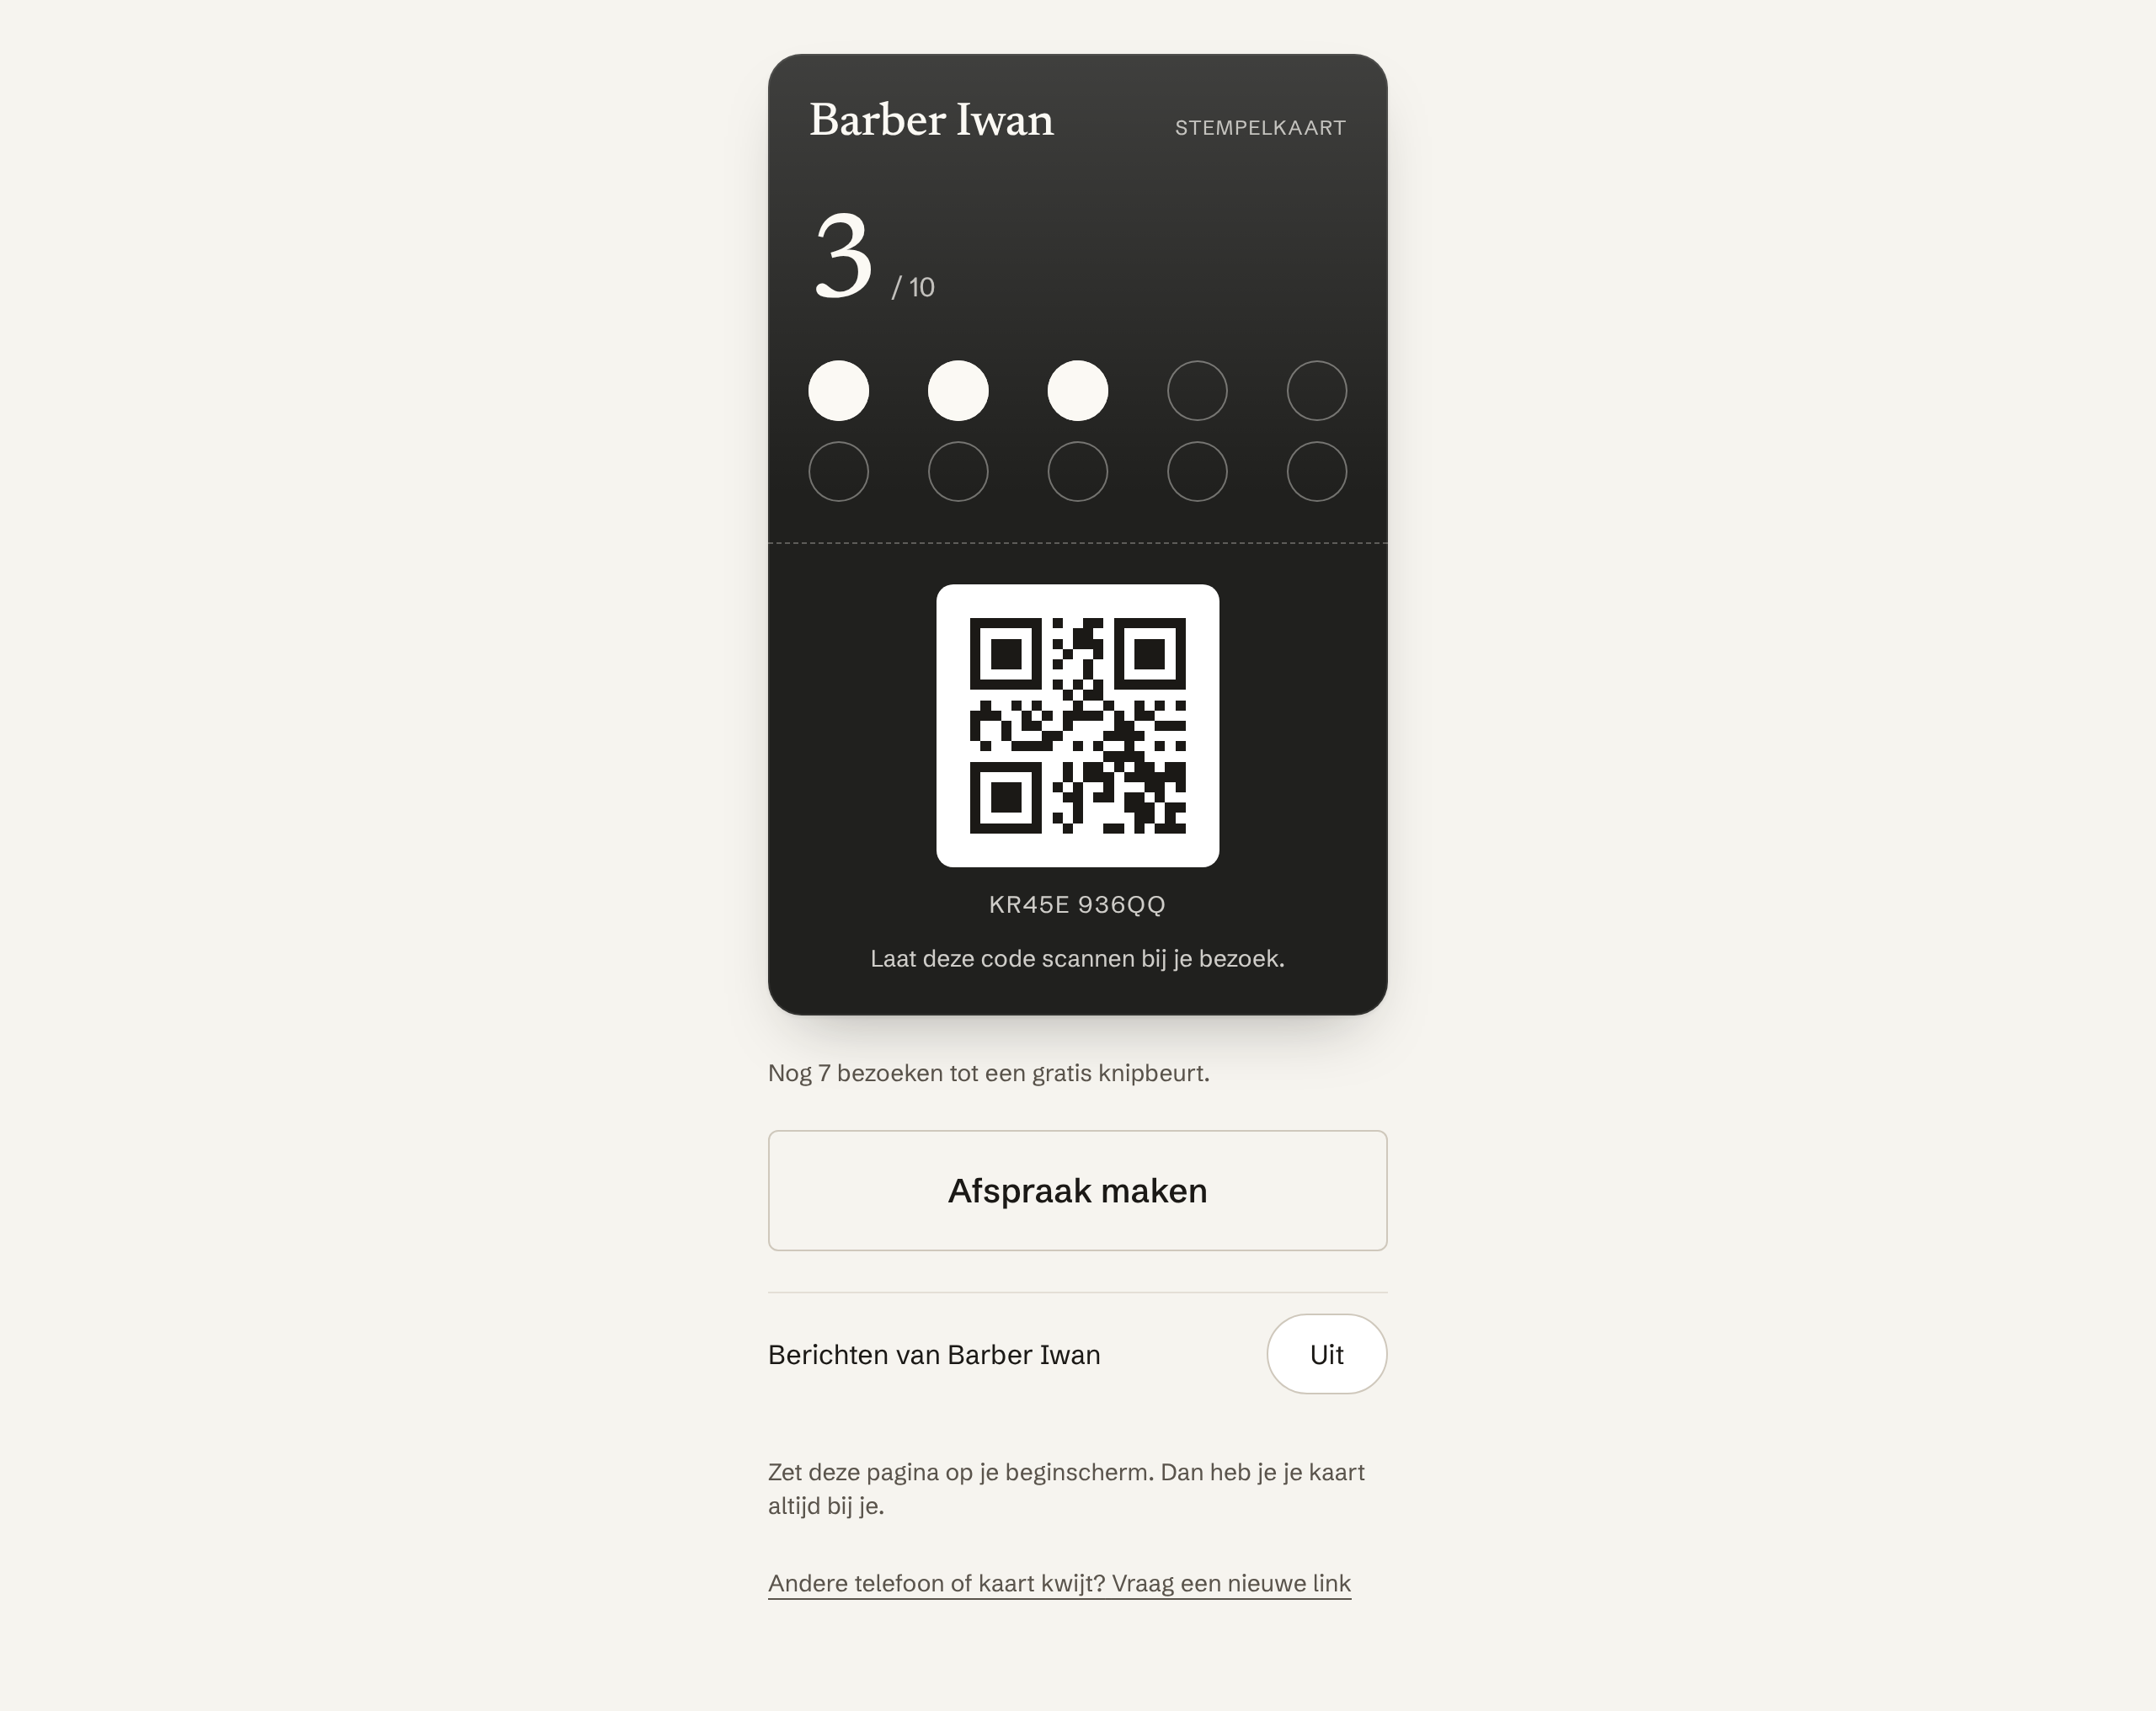 Barber Iwan
STEMPELKAART
3 / 10
KR45E 936QQ
Laat deze code scannen bij je bezoek.
Nog 7 bezoeken tot een gratis knipbeurt.
Afspraak maken
Berichten van Barber Iwan
Uit
Zet deze pagina op je beginscherm. Dan heb je je kaart
altijd bij je.
Andere telefoon of kaart kwijt? Vraag een nieuwe link